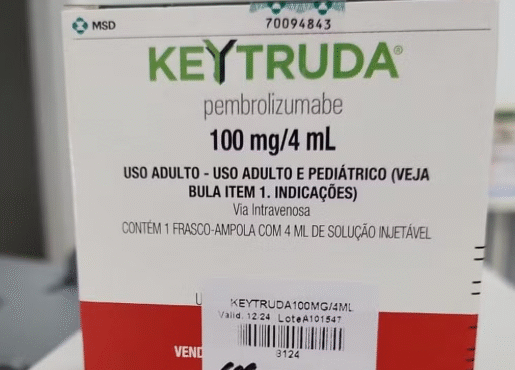 70094843
MSD
KEYTRUDA®
pembrolizumabe
100 mg/4 mL
USO ADULTO - USO ADULTO E PEDIÁTRICO (VEJA
BULA ITEM 1. INDICAÇÕES)
Via Intravenosa
CONTÉM 1 FRASCO-AMPOLA COM 4 ML DE SOLUÇÃO INJETÁVEL
U
KEYTRUDA100MG/4ML
Valid. 12/24 LoteA101547
VEND
3124